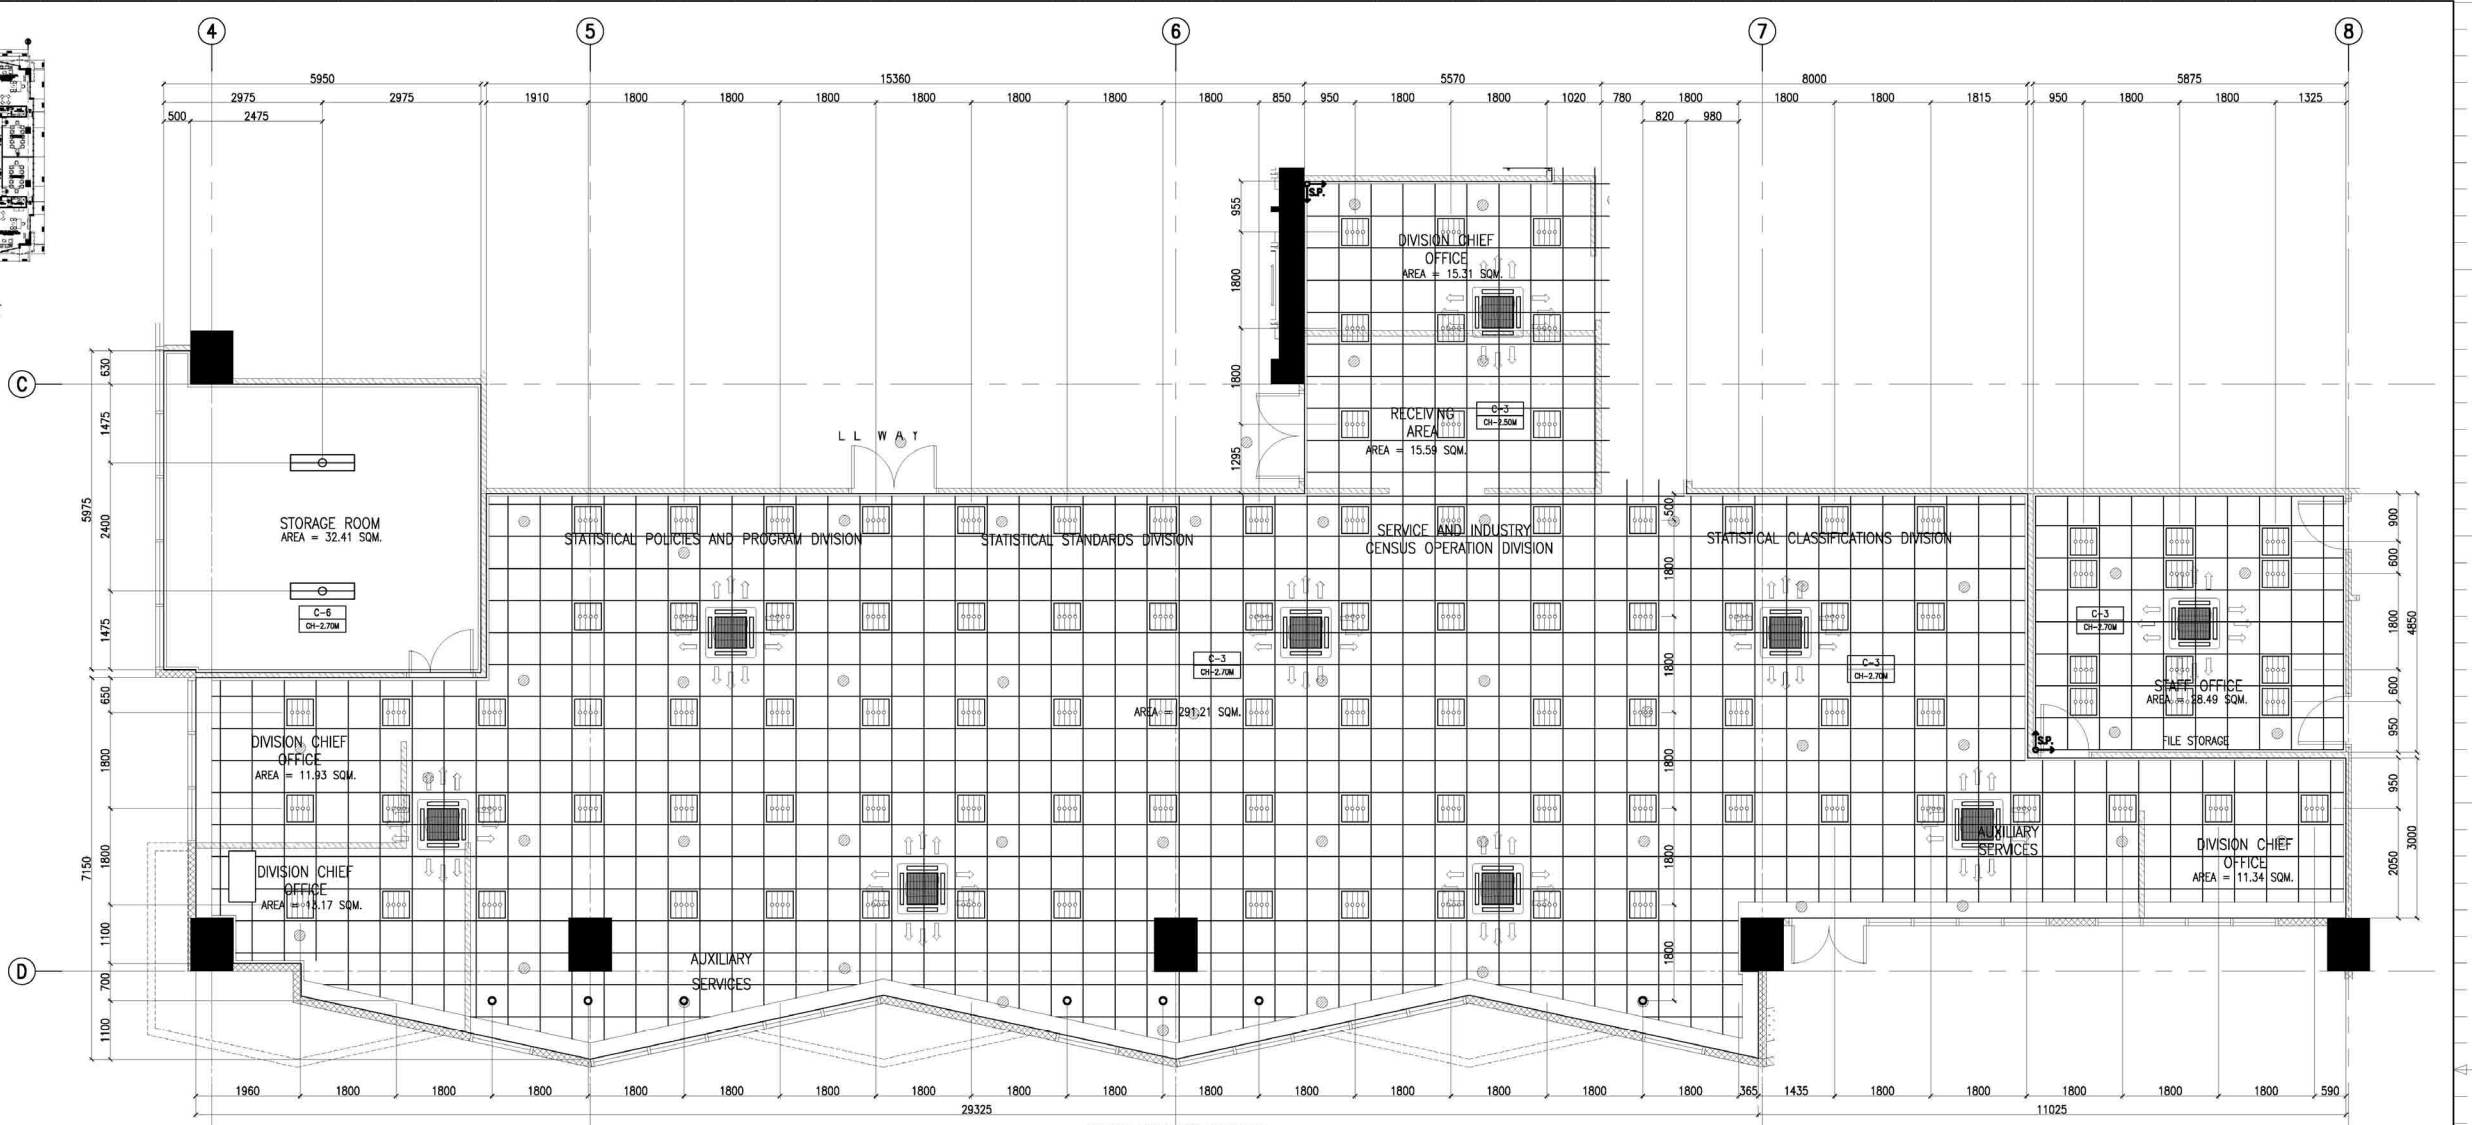 4 5 6 7 8
5950 15360 5570 8000 5875
2975 2975 1910 1800 1800 1800 1800 1800 1800 1800 850 950 1800 1800 1020 780 1800 1800 1800 1815 950 1800 1800 1325
500 2475 820 980
S.P.
955
DIVISION CHIEF
OFFICE
AREA = 15.31 SQM.
1800
630
C
1800
1475
RECEIVING
AREA
AREA = 15.59 SQM.
C-3
CH-2.50M
L L W A Y
1295
5975
2400
STORAGE ROOM
AREA = 32.41 SQM.
C-6
CH-2.70M
1475
STATISTICAL POLICIES AND PROGRAM DIVISION
STATISTICAL STANDARDS DIVISION
SERVICE AND INDUSTRY
CENSUS OPERATION DIVISION
500
STATISTICAL CLASSIFICATIONS DIVISION
1800
1800
1800
1800
1800
900
600
1800
600
950
4850
C-3
CH-2.70M
C-3
CH-2.70M
C-3
CH-2.70M
STAFF OFFICE
AREA = 28.49 SQM.
FILE STORAGE
S.P.
AREA = 291.21 SQM.
650
1800
1800
1100
700
1100
7150
DIVISION CHIEF
OFFICE
AREA = 11.93 SQM.
DIVISION CHIEF
OFFICE
AREA = 13.17 SQM.
950
2050
3000
AUXILIARY
SERVICES
DIVISION CHIEF
OFFICE
AREA = 11.34 SQM.
AUXILIARY
SERVICES
D
1960 1800 1800 1800 1800 1800 1800 1800 1800 1800 1800 1800 1800 1800 1800 1800 365 1435 1800 1800 1800 1800 1800 590
29325 11025